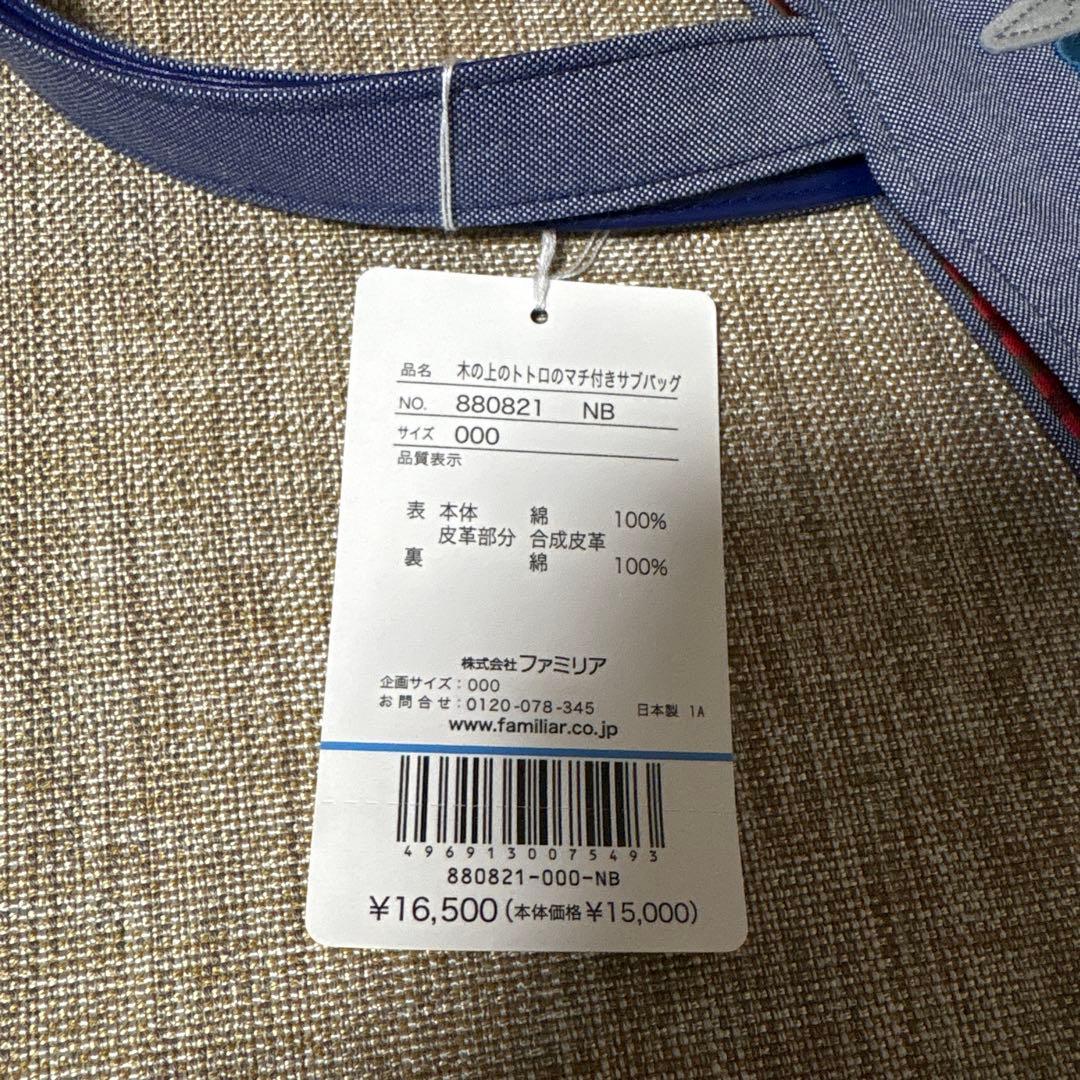 品名 木の上のトトロのマチ付きサブバッグ
NO. 880821 NB
サイズ 000
品質表示
表 本体 綿 100%
皮革部分 合成皮革
裏 綿 100%
株式会社ファミリア
企画サイズ：000
お問合せ：0120-078-345 日本製 1A
www.familiar.co.jp
4969130075493
880821-000-NB
¥16,500（本体価格¥15,000）